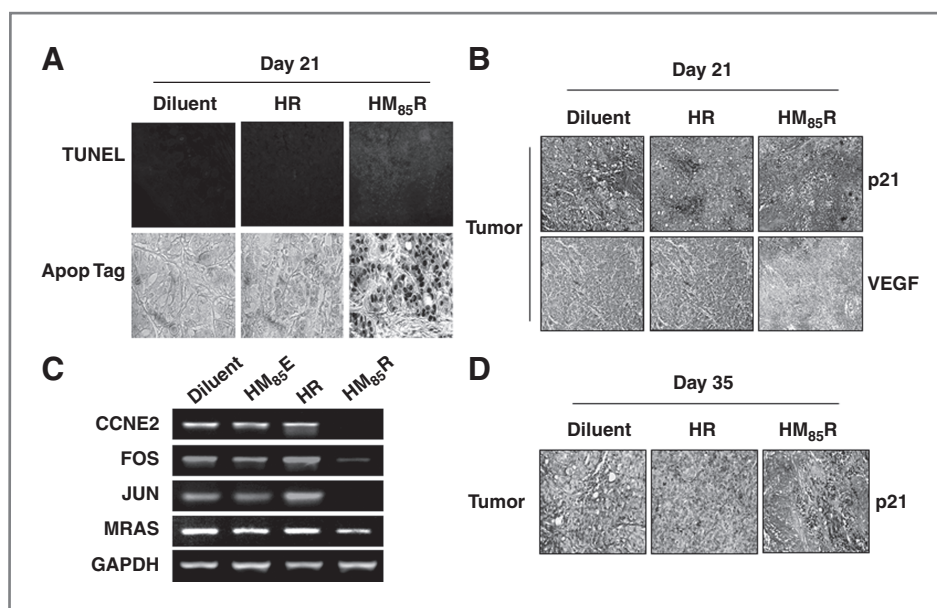 A
Day 21
Diluent HR HM85R
TUNEL
Apop Tag
B
Day 21
Diluent HR HM85R
Tumor
p21
VEGF
C
Diluent HM85E HR HM85R
CCNE2
FOS
JUN
MRAS
GAPDH
D
Day 35
Diluent HR HM85R
Tumor p21